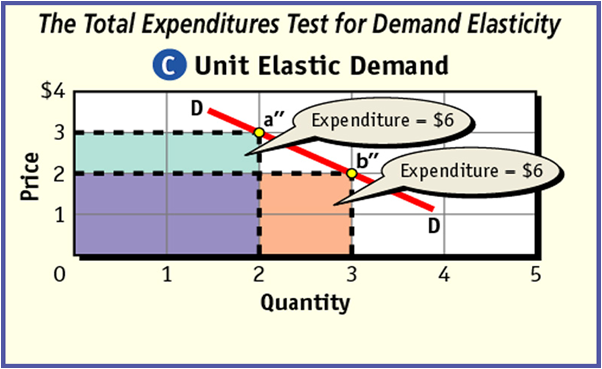 The Total Expenditures Test for Demand Elasticity
C Unit Elastic Demand
$4
D
a″
Expenditure = $6
3
b″
Expenditure = $6
2
Price
1
D
0 1 2 3 4 5
Quantity